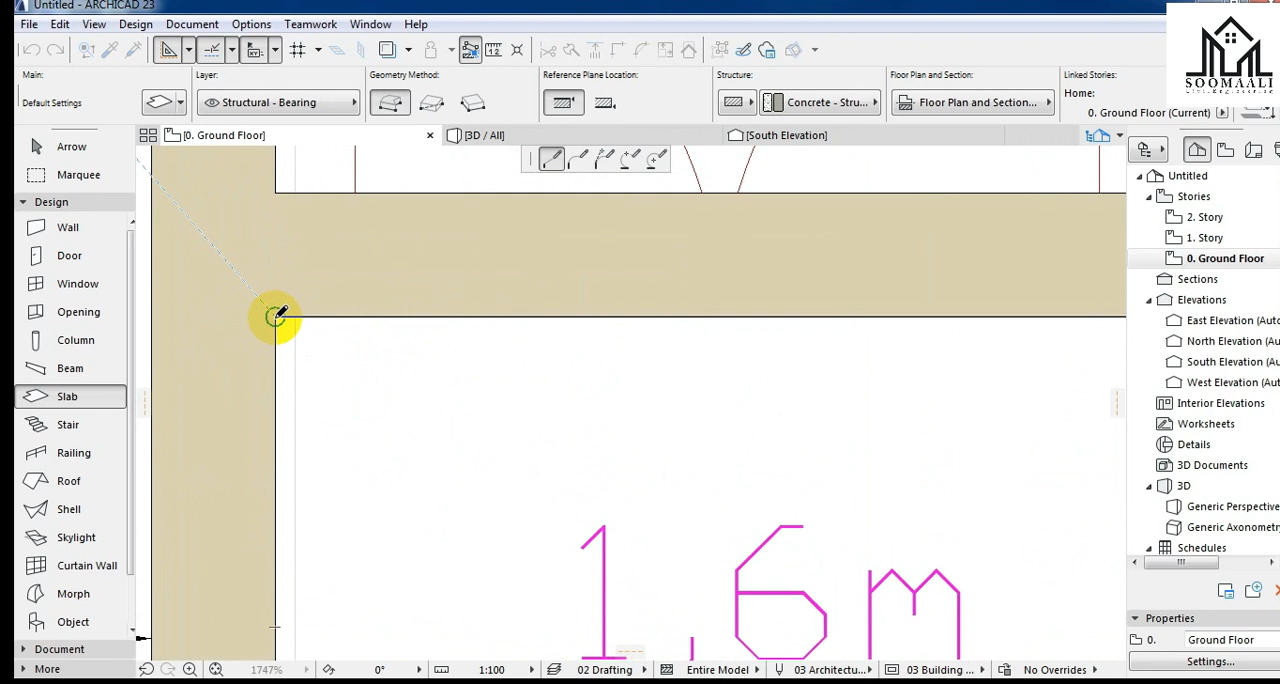 Untitled - ARCHICAD 23
File Edit View Design Document Options Teamwork Window Help
Main: Layer: Geometry Method: Reference Plane Location: Structure: Floor Plan and Section: Linked Stories:
Home:
Default Settings Structural - Bearing Concrete - Stru... Floor Plan and Section... 0. Ground Floor (Current)
SOOMAALI
[0. Ground Floor] [3D / All] [South Elevation]
Arrow
Marquee
Design
Wall
Door
Window
Opening
Column
Beam
Slab
Stair
Railing
Roof
Shell
Skylight
Curtain Wall
Morph
Object
Document
More
1.6m
Untitled
Stories
2. Story
1. Story
0. Ground Floor
Sections
Elevations
East Elevation (Auto
North Elevation (Aut
South Elevation (Aut
West Elevation (Aut
Interior Elevations
Worksheets
Details
3D Documents
3D
Generic Perspective
Generic Axonometr
Schedules
Properties
0. Ground Floor
Settings...
1747% 0° 1:100 02 Drafting Entire Model 03 Architectu... 03 Building ... No Overrides